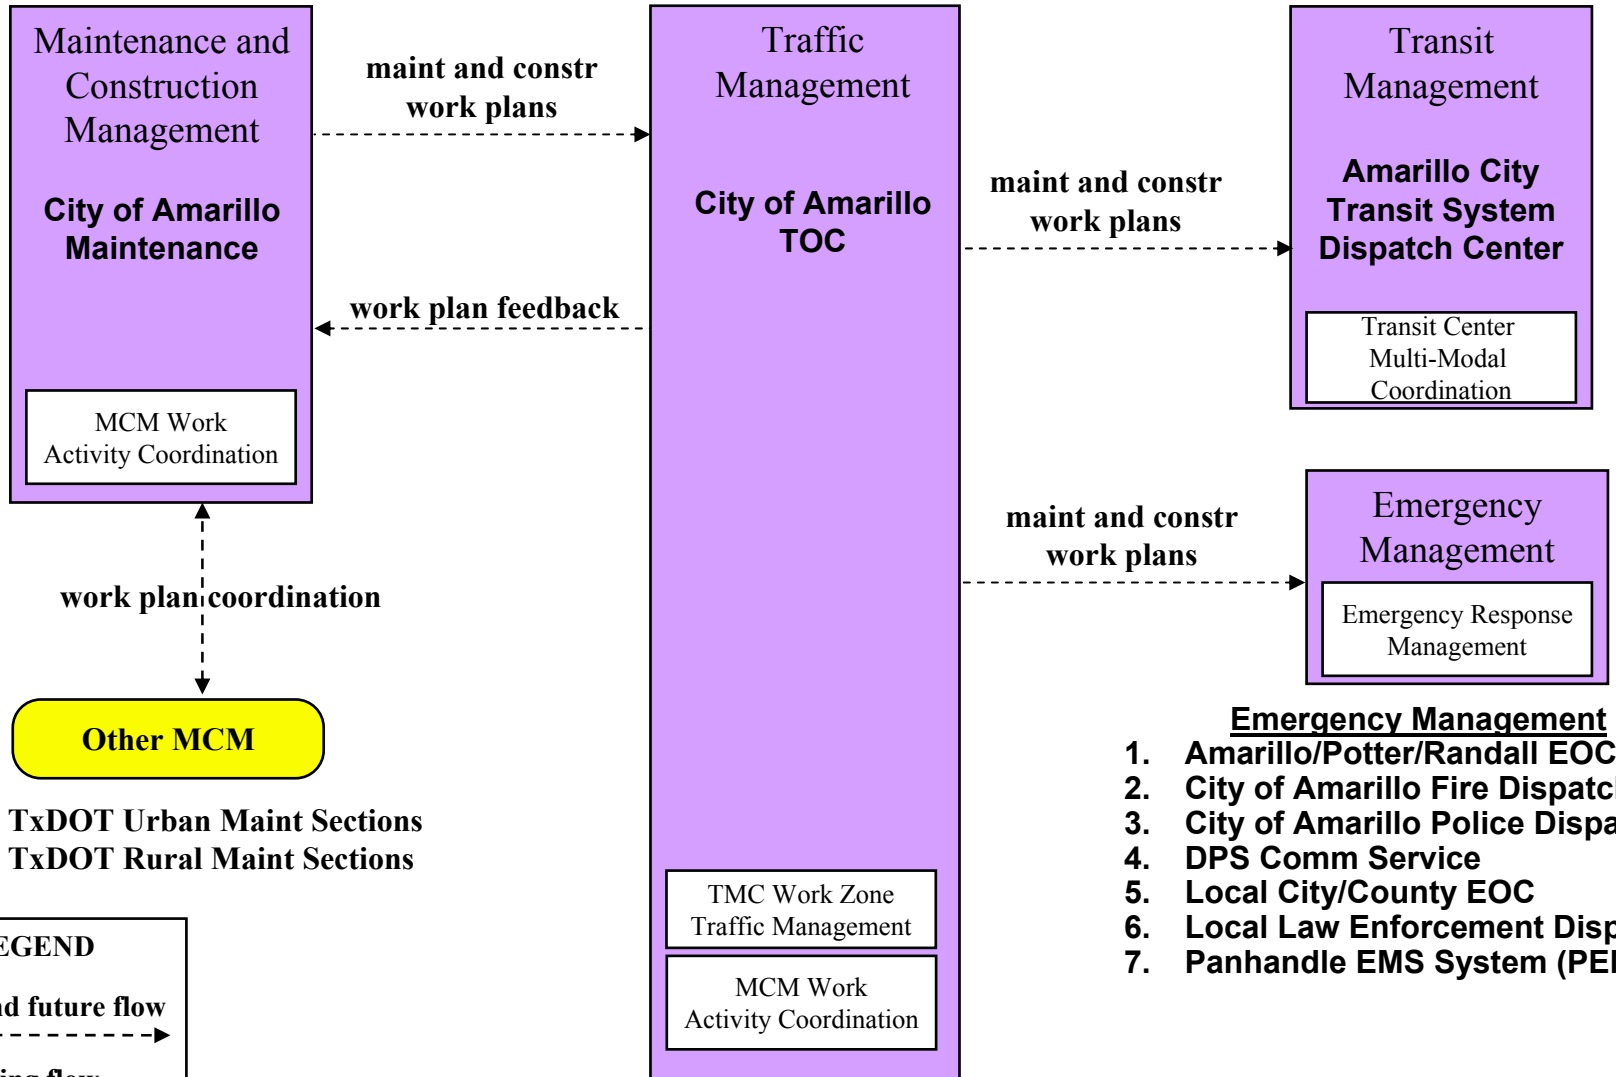 Maintenance and
Construction
Management
City of Amarillo
Maintenance
MCM Work
Activity Coordination
maint and constr
work plans
work plan feedback
work plan coordination
Other MCM
TxDOT Urban Maint Sections
TxDOT Rural Maint Sections
Traffic
Management
City of Amarillo
TOC
TMC Work Zone
Traffic Management
MCM Work
Activity Coordination
maint and constr
work plans
Transit
Management
Amarillo City
Transit System
Dispatch Center
Transit Center
Multi-Modal
Coordination
maint and constr
work plans
Emergency
Management
Emergency Response
Management
Emergency Management
1. Amarillo/Potter/Randall EOC
2. City of Amarillo Fire
3. City of Amarillo Police
4. DPS Comm Service
5. Local City/County EOC
6. Local Law Enforcement
7. Panhandle EMS System
future flow
flow